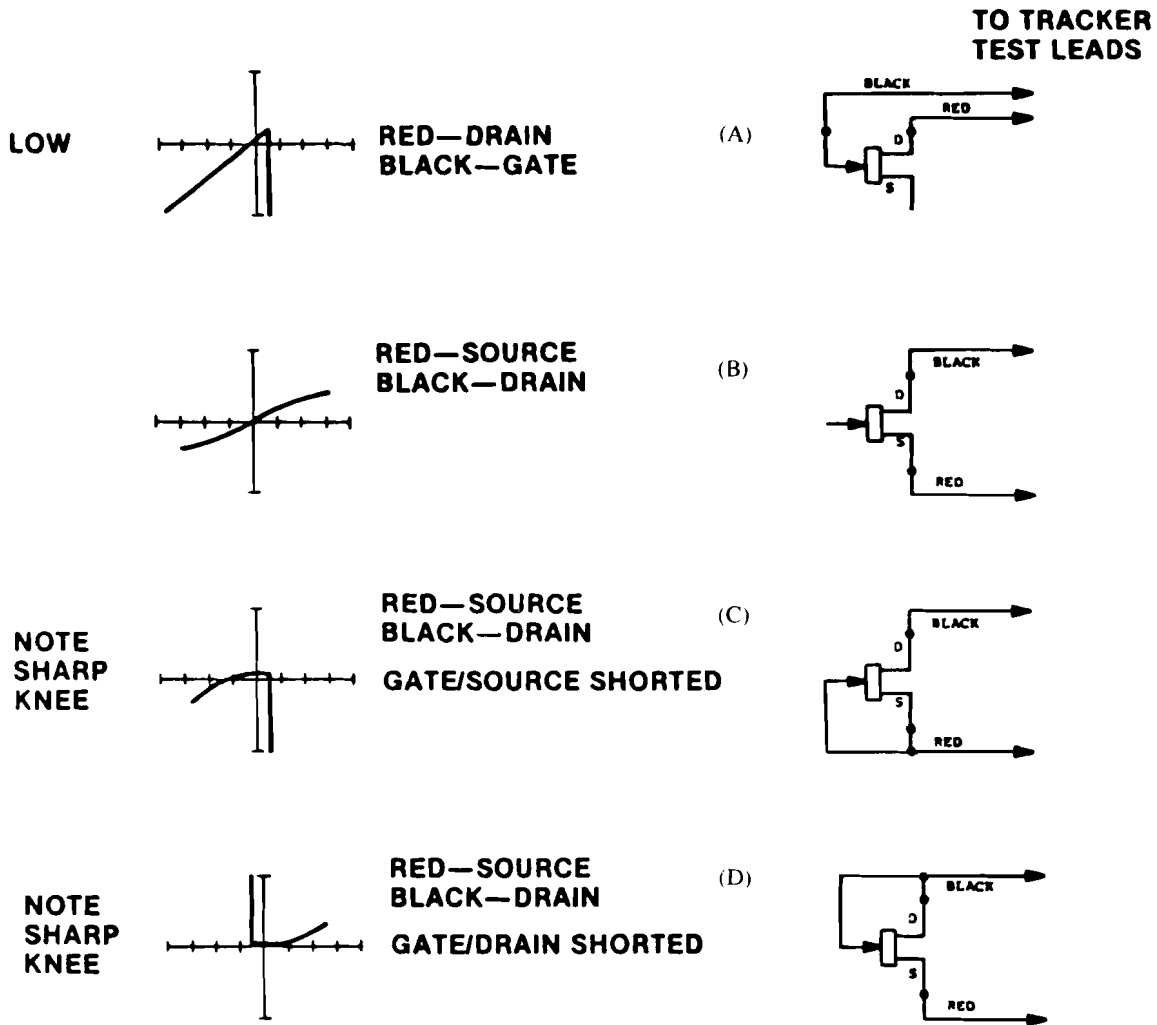 TO TRACKER
TEST LEADS
LOW
RED—DRAIN
BLACK—GATE
(A)
BLACK
RED
D
S
RED—SOURCE
BLACK—DRAIN
(B)
BLACK
D
S
RED
NOTE
SHARP
KNEE
RED—SOURCE
BLACK—DRAIN
GATE/SOURCE SHORTED
(C)
BLACK
D
S
RED
NOTE
SHARP
KNEE
RED—SOURCE
BLACK—DRAIN
GATE/DRAIN SHORTED
(D)
BLACK
D
S
RED